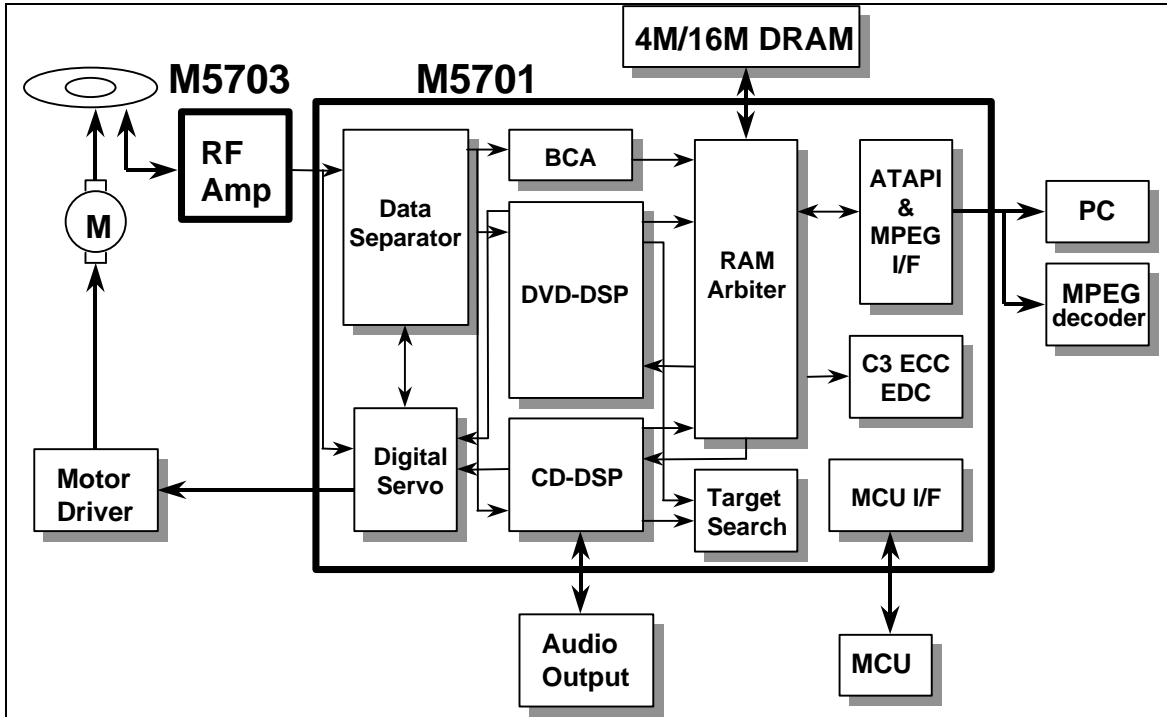 4M/16M DRAM
M5703
M5701
RF
Amp
Data
Separator
BCA
DVD-DSP
RAM
Arbiter
ATAPI
&
MPEG
I/F
PC
MPEG
decoder
M
C3 ECC
EDC
Motor
Driver
Digital
Servo
CD-DSP
Target
Search
MCU I/F
Audio
Output
MCU